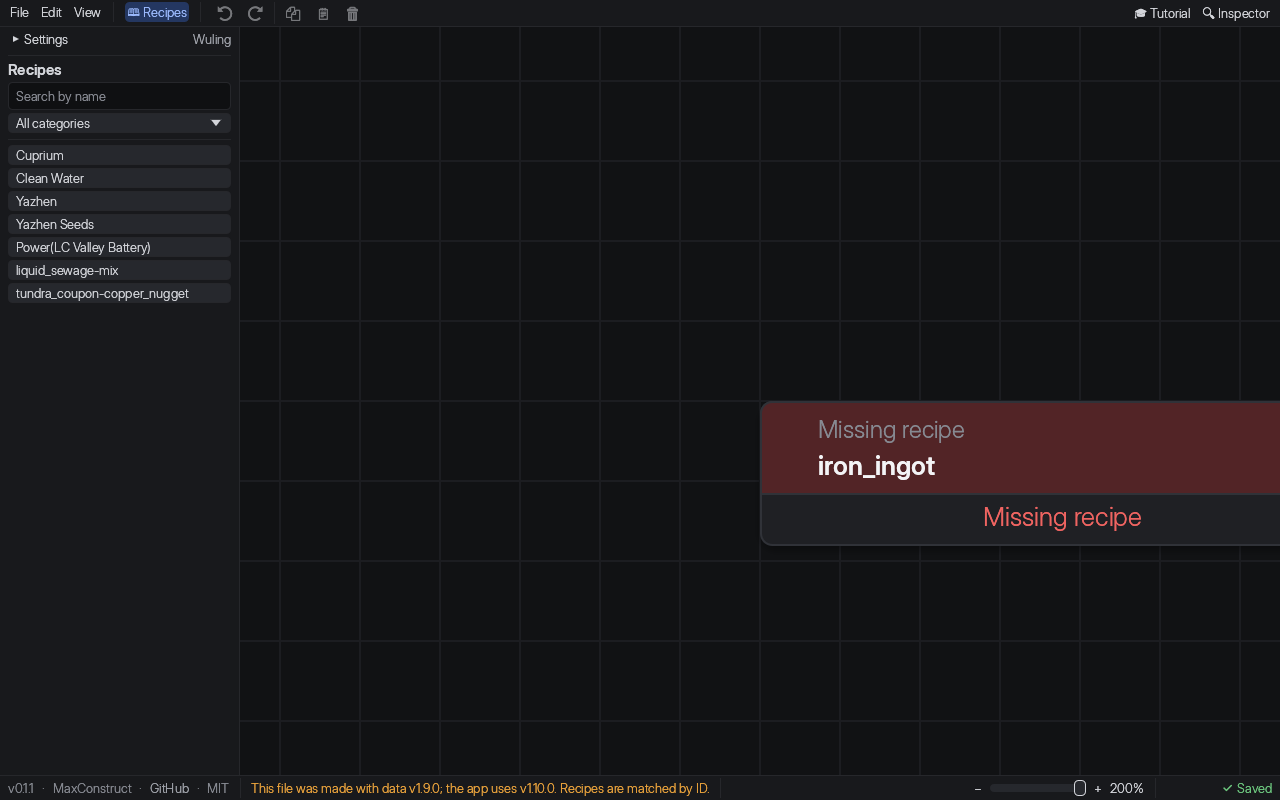 File Edit View Recipes Tutorial Inspector
Settings Wuling
Recipes
Search by name
All categories
Cuprium
Clean Water
Yazhen
Yazhen Seeds
Power(LC Valley Battery)
liquid_sewage-mix
tundra_coupon-copper_nugget
Missing recipe
iron_ingot
Missing recipe
v0.1.1 · MaxConstruct · GitHub · MIT This file was made with data v1.9.0; the app uses v1.10.0. Recipes are matched by ID. − + 200% Saved